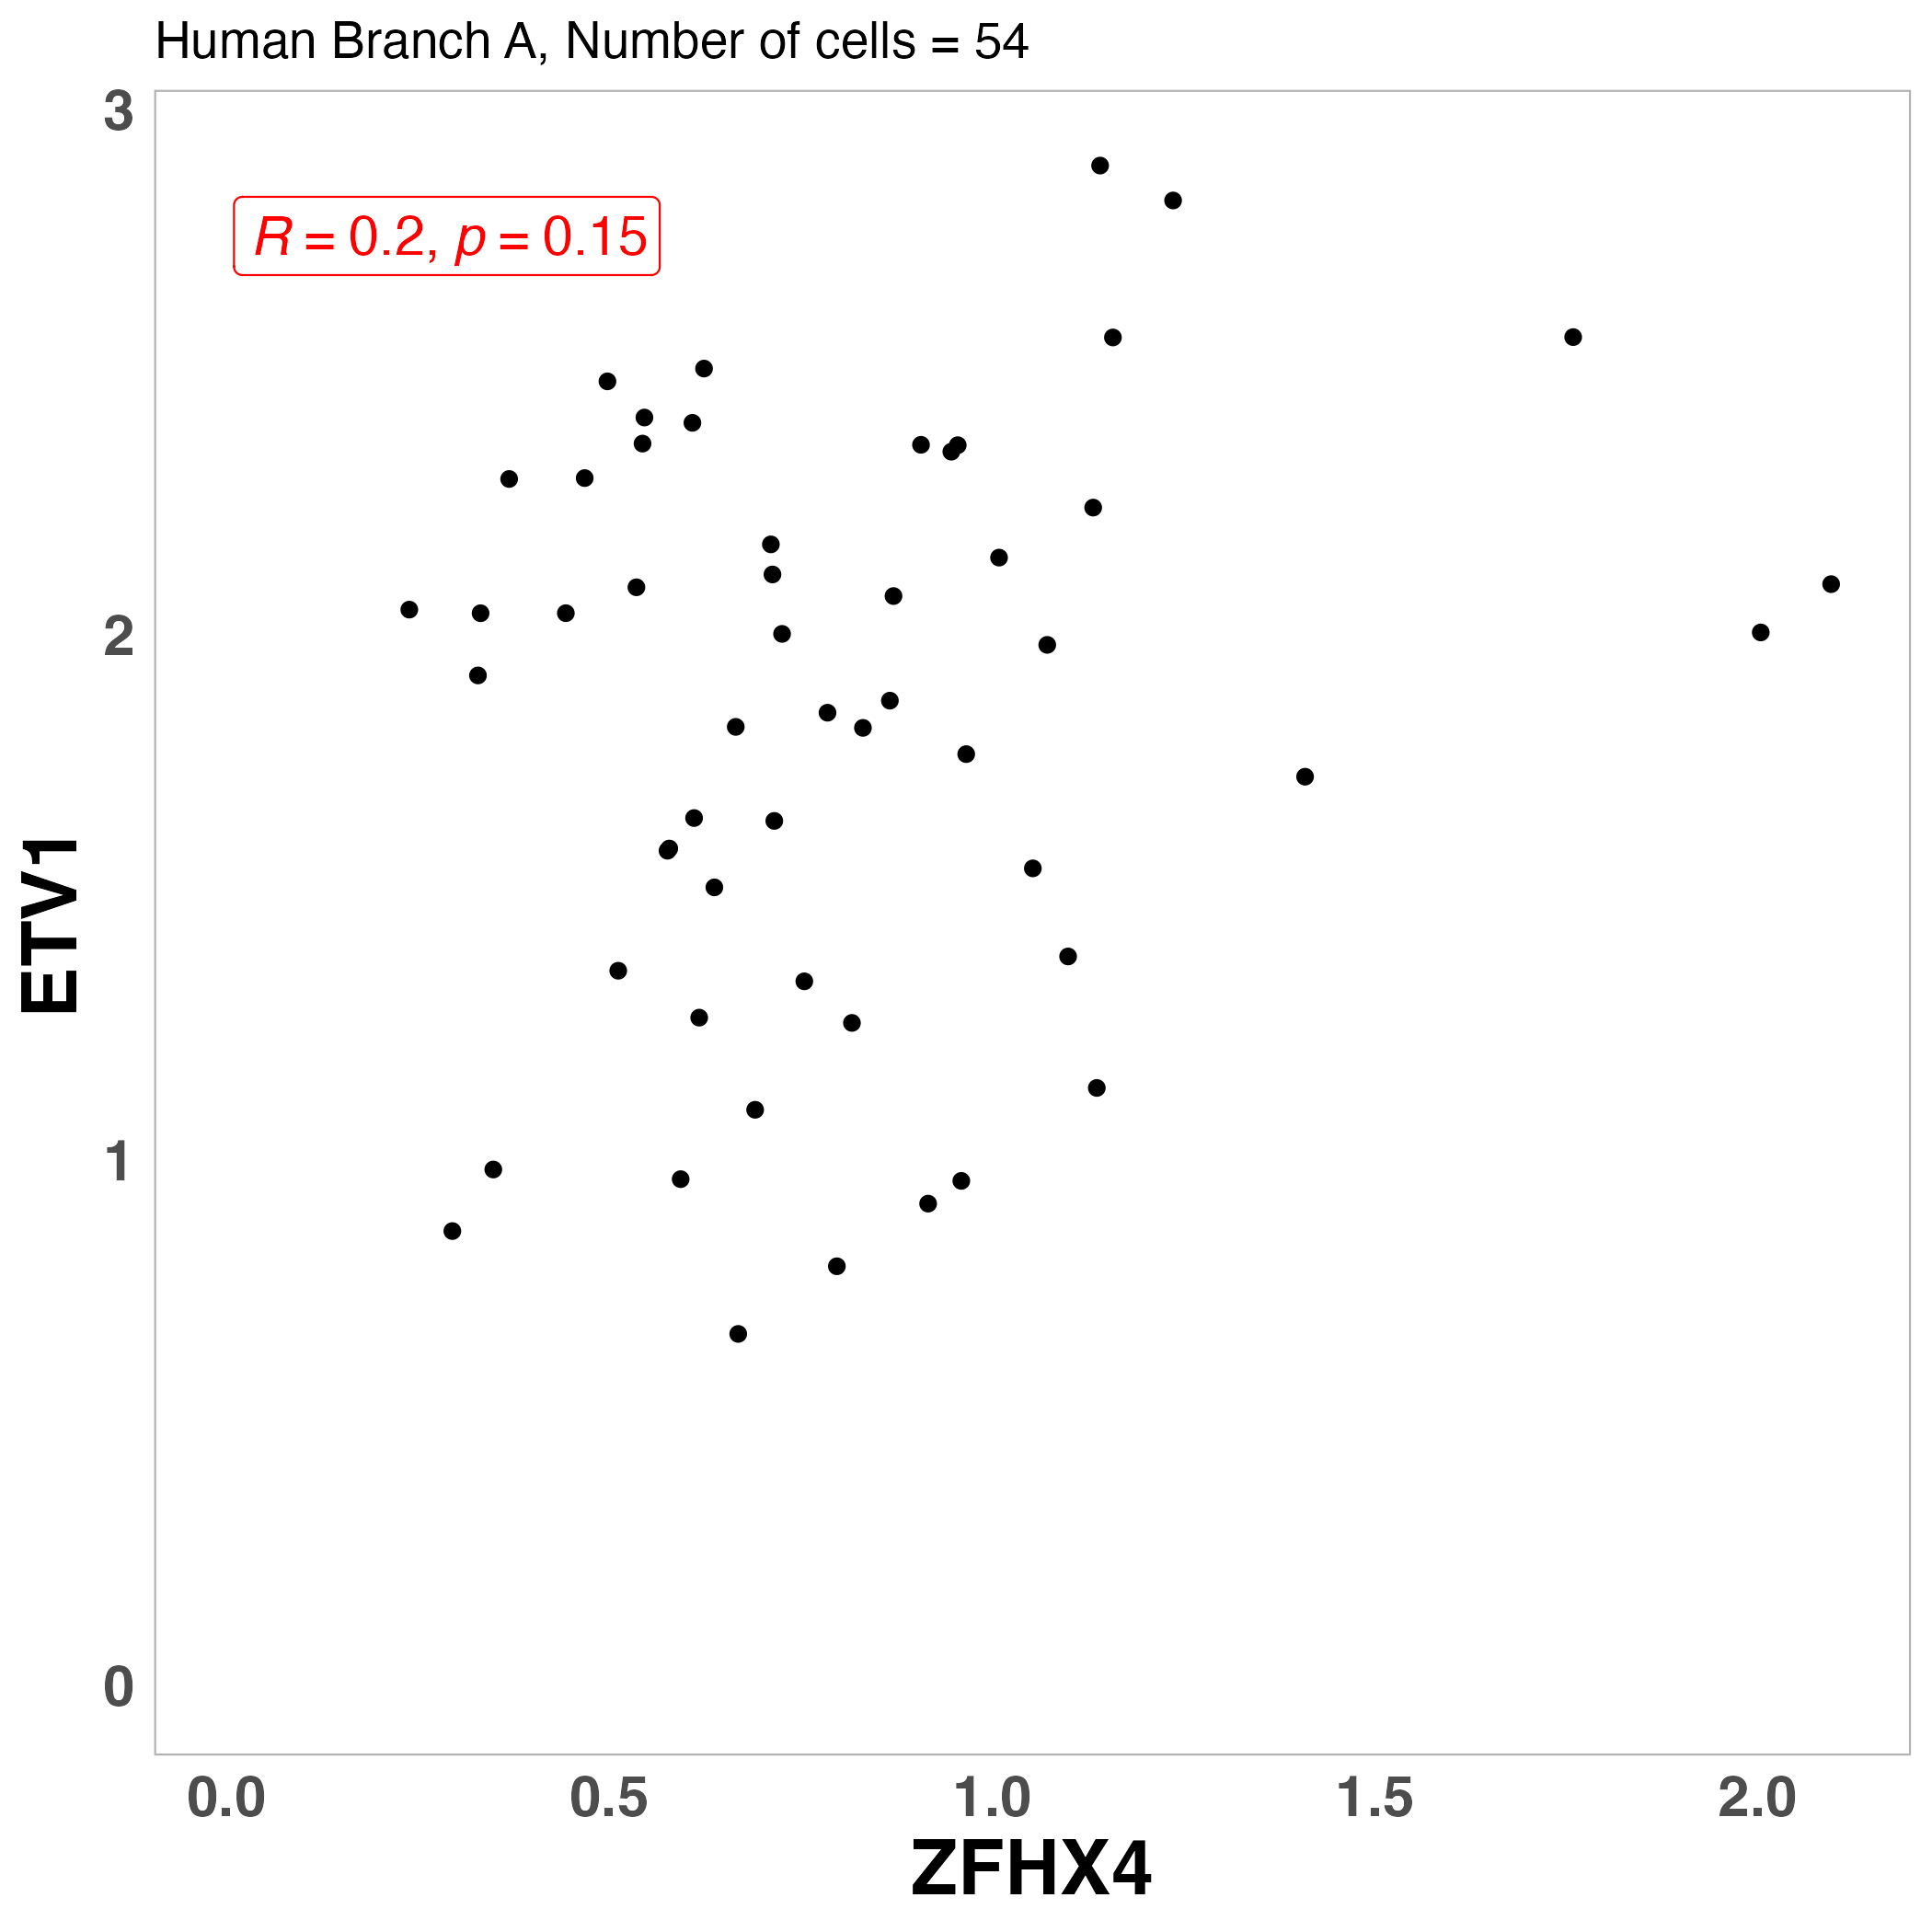 Human Branch A, Number of cells = 54
3
R = 0.2, p = 0.15
2
ETV1
1
0
0.0 0.5 1.0 1.5 2.0
ZFHX4